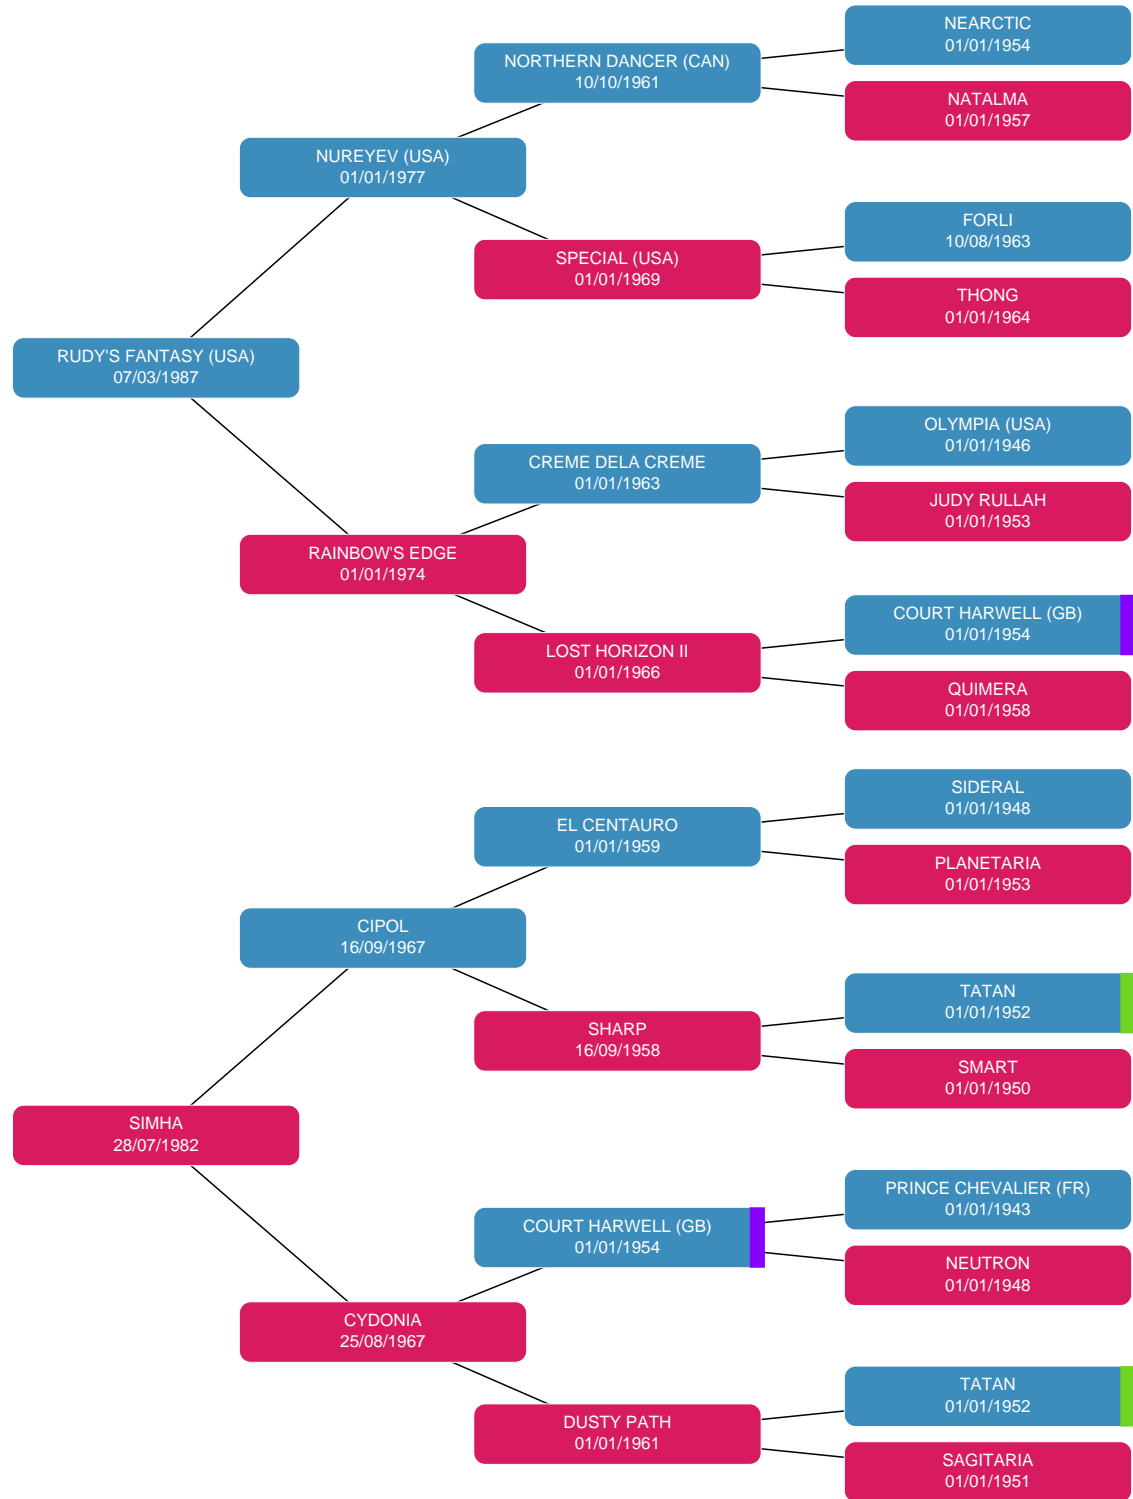 NEARCTIC
01/01/1954
NORTHERN DANCER (CAN)
10/10/1961
NATALMA
01/01/1957
NUREYEV (USA)
01/01/1977
FORLI
10/08/1963
SPECIAL (USA)
01/01/1969
THONG
01/01/1964
RUDY'S FANTASY (USA)
07/03/1987
OLYMPIA (USA)
01/01/1946
CREME DELA CREME
01/01/1963
JUDY RULLAH
01/01/1953
RAINBOW'S EDGE
01/01/1974
COURT HARWELL (GB)
01/01/1954
LOST HORIZON II
01/01/1966
QUIMERA
01/01/1958
SIDERAL
01/01/1948
EL CENTAURO
01/01/1959
PLANETARIA
01/01/1953
CIPOL
16/09/1967
TATAN
01/01/1952
SHARP
16/09/1958
SMART
01/01/1950
SIMHA
28/07/1982
PRINCE CHEVALIER (FR)
01/01/1943
COURT HARWELL (GB)
01/01/1954
NEUTRON
01/01/1948
CYDONIA
25/08/1967
TATAN
01/01/1952
DUSTY PATH
01/01/1961
SAGITARIA
01/01/1951